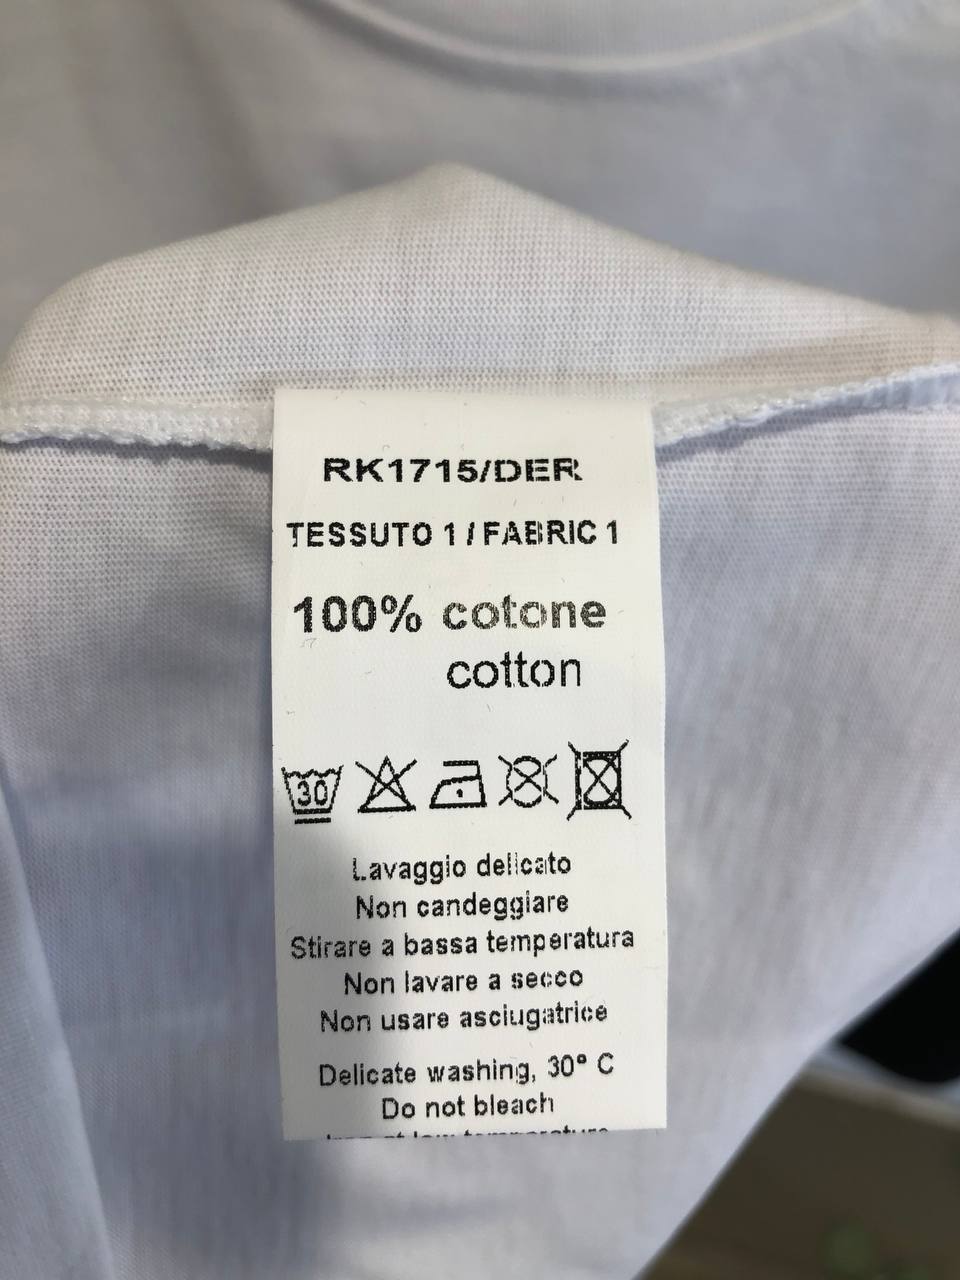 RK1715/DER
TESSUTO 1 / FABRIC 1
100% cotone
cotton
30
Lavaggio delicato
Non candeggiare
Stirare a bassa temperatura
Non lavare a secco
Non usare asciugatrice
Delicate washing, 30° C
Do not bleach